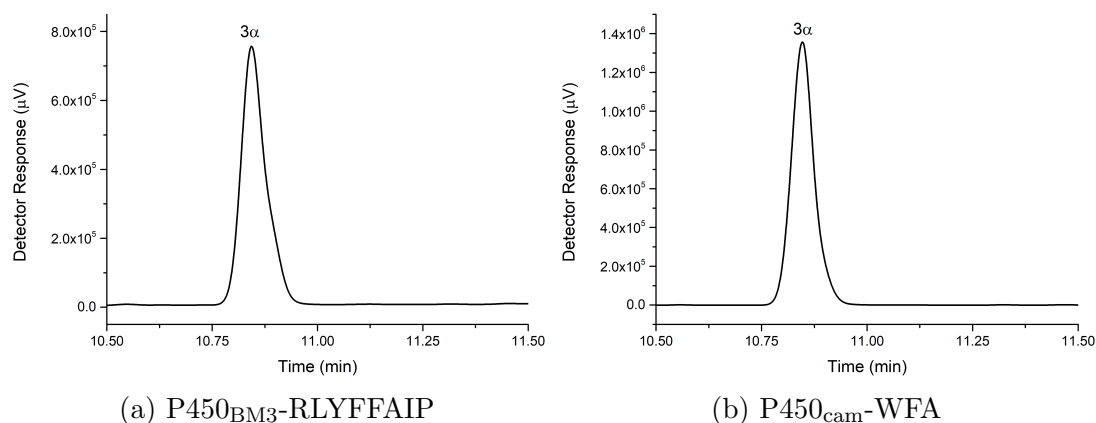 3α
8.0x10⁵
6.0x10⁵
4.0x10⁵
2.0x10⁵
0.0
Detector Response (μV)
10.50 10.75 11.00 11.25 11.50
Time (min)
(a) P450BM3-RLYFFAIP
3α
1.4x10⁶
1.2x10⁶
1.0x10⁶
8.0x10⁵
6.0x10⁵
4.0x10⁵
2.0x10⁵
0.0
Detector Response (μV)
10.50 10.75 11.00 11.25 11.50
Time (min)
(b) P450cam-WFA